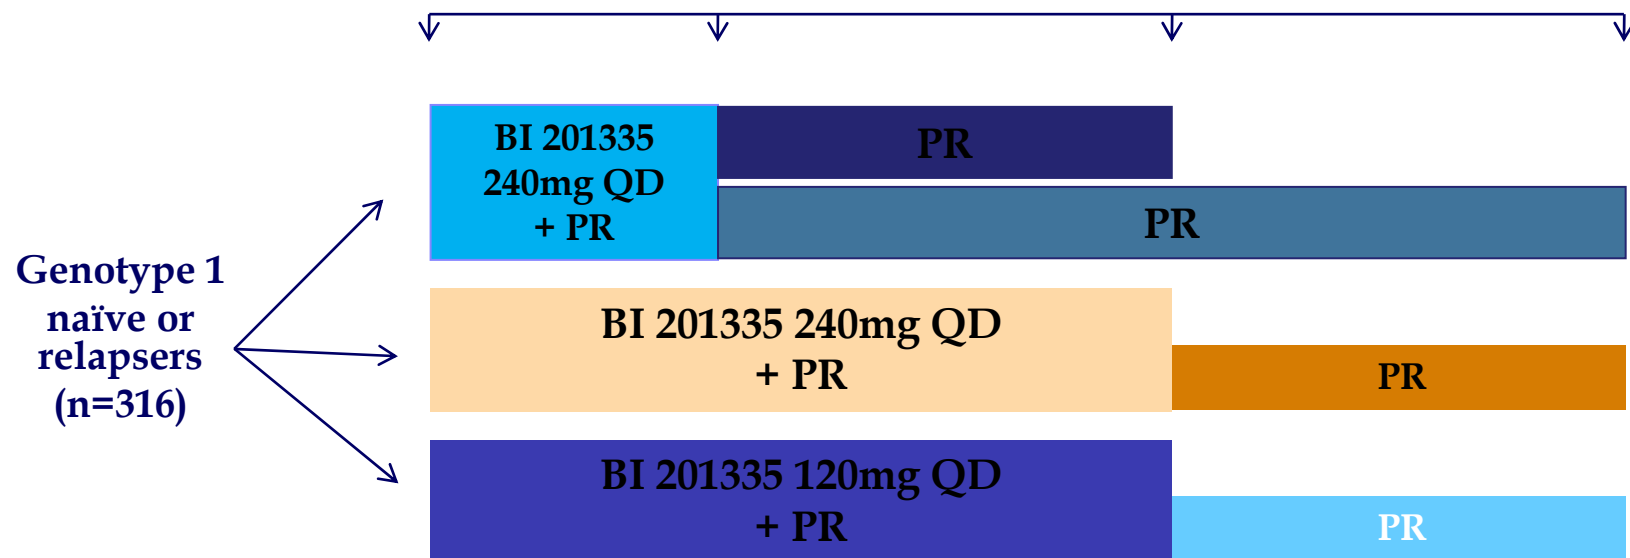 Genotype 1
naïve or
relapsers
(n=316)
BI 201335
240mg QD
+ PR
PR
PR
BI 201335 240mg QD
+ PR
PR
BI 201335 120mg QD
+ PR
PR